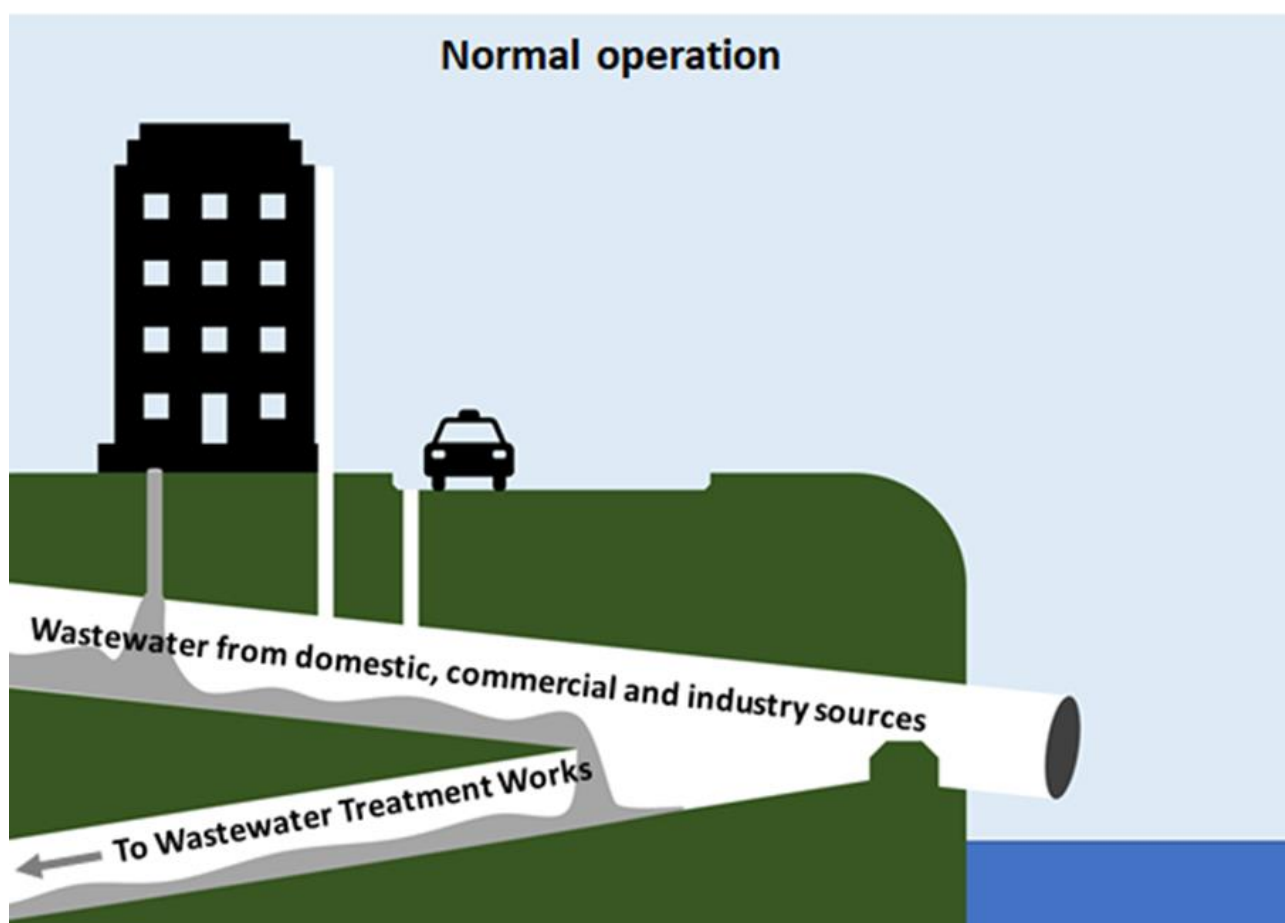 Normal operation
Wastewater from domestic, commercial and industry sources
To Wastewater Treatment Works